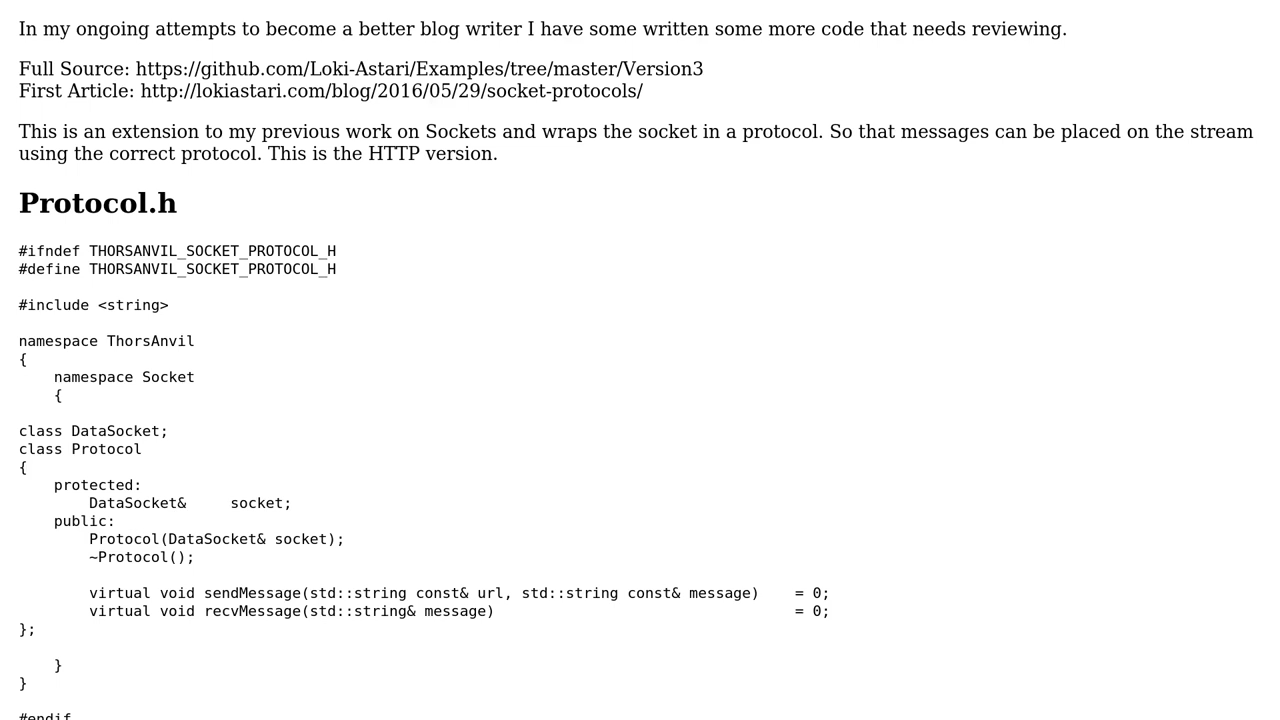 In my ongoing attempts to become a better blog writer I have some written some more code that needs reviewing.
Full Source: https://github.com/Loki-Astari/Examples/tree/master/Version3
First Article: http://lokiastari.com/blog/2016/05/29/socket-protocols/
This is an extension to my previous work on Sockets and wraps the socket in a protocol. So that messages can be placed on the stream
using the correct protocol. This is the HTTP version.
Protocol.h
#ifndef THORSANVIL_SOCKET_PROTOCOL_H
#define THORSANVIL_SOCKET_PROTOCOL_H

#include <string>

namespace ThorsAnvil
{
    namespace Socket
    {

class DataSocket;
class Protocol
{
    protected:
        DataSocket&     socket;
    public:
        Protocol(DataSocket& socket);
        ~Protocol();

        virtual void sendMessage(std::string const& url, std::string const& message)    = 0;
        virtual void recvMessage(std::string& message)                                  = 0;
};

    }
}

#endif